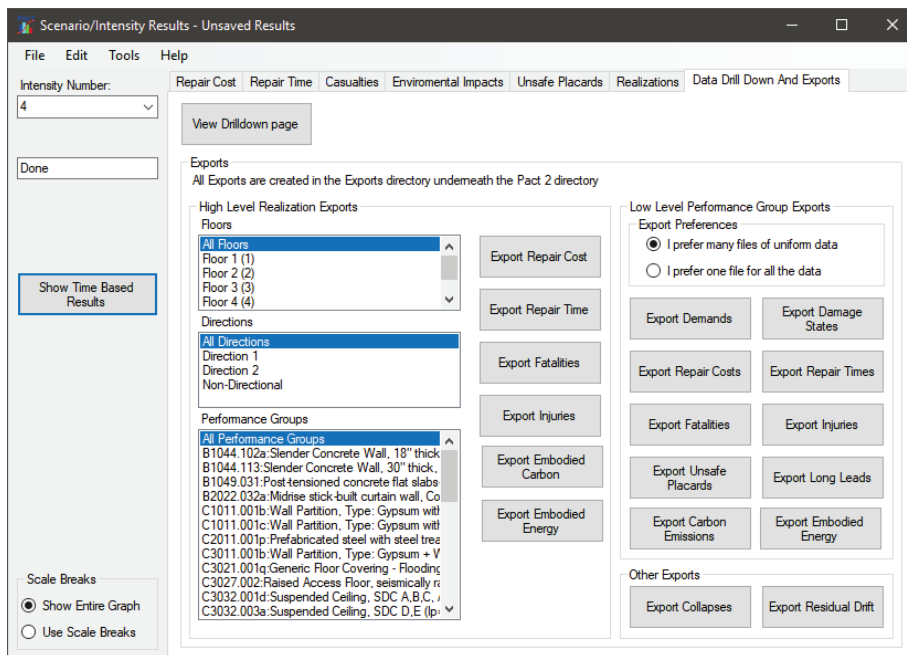 Scenario/Intensity Results - Unsaved Results
File Edit Tools Help
Intensity Number:
4
Done
Show Time Based
Results
Scale Breaks
Show Entire Graph
Use Scale Breaks
Repair Cost Repair Time Casualties Enviromental Impacts Unsafe Placards Realizations Data Drill Down And Exports
View Drilldown page
Exports
All Exports are created in the Exports directory underneath the Pact 2 directory
High Level Realization Exports
Floors
All Floors
Floor 1 (1)
Floor 2 (2)
Floor 3 (3)
Floor 4 (4)
Directions
All Directions
Direction 1
Direction 2
Non-Directional
Performance Groups
All Performance Groups
B1044.102a:Slender Concrete Wall, 18" thick
B1044.113:Slender Concrete Wall, 30" thick,
B1049.031:Post-tensioned concrete flat slabs-
B2022.032a:Midrise stick-built curtain wall, Co
C1011.001b:Wall Partition, Type: Gypsum with
C1011.001c:Wall Partition, Type: Gypsum with
C2011.001p:Prefabricated steel with steel trea
C3011.001b:Wall Partition, Type: Gypsum + W
C3021.001q:Generic Floor Covering - Flooding
C3027.002:Raised Access Floor, seismically ra
C3032.001d:Suspended Ceiling, SDC A,B,C,
C3032.003a:Suspended Ceiling, SDC D,E (Ip=
Export Repair Cost
Export Repair Time
Export Fatalities
Export Injuries
Export Embodied
Carbon
Export Embodied
Energy
Low Level Performance Group Exports
Export Preferences
I prefer many files of uniform data
I prefer one file for all the data
Export Demands
Export Damage
States
Export Repair Costs
Export Repair Times
Export Fatalities
Export Injuries
Export Unsafe
Placards
Export Long Leads
Export Carbon
Emissions
Export Embodied
Energy
Other Exports
Export Collapses
Export Residual Drift